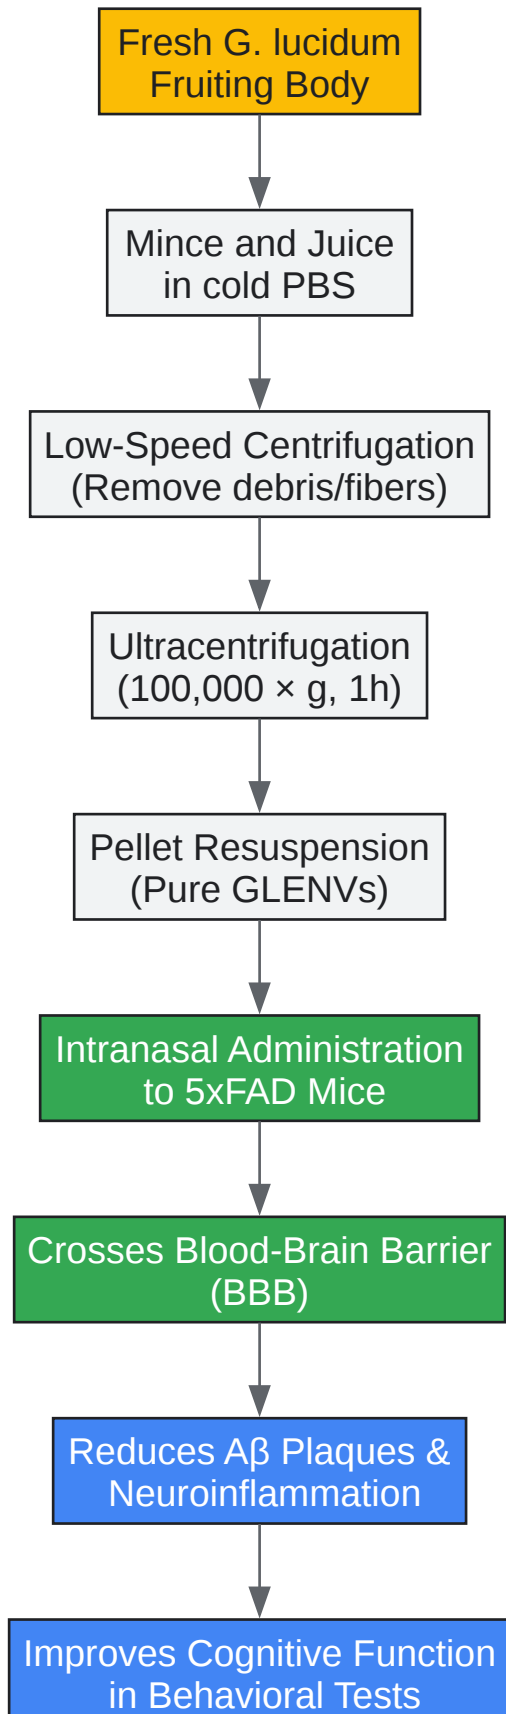 Fresh G. lucidum
Fruiting Body
Mince and Juice
in cold PBS
Low-Speed Centrifugation
(Remove debris/fibers)
Ultracentrifugation
(100,000 × g, 1h)
Pellet Resuspension
(Pure GLENVs)
Intranasal Administration
to 5xFAD Mice
Crosses Blood-Brain Barrier
(BBB)
Reduces Aβ Plaques &
Neuroinflammation
Improves Cognitive Function
in Behavioral Tests